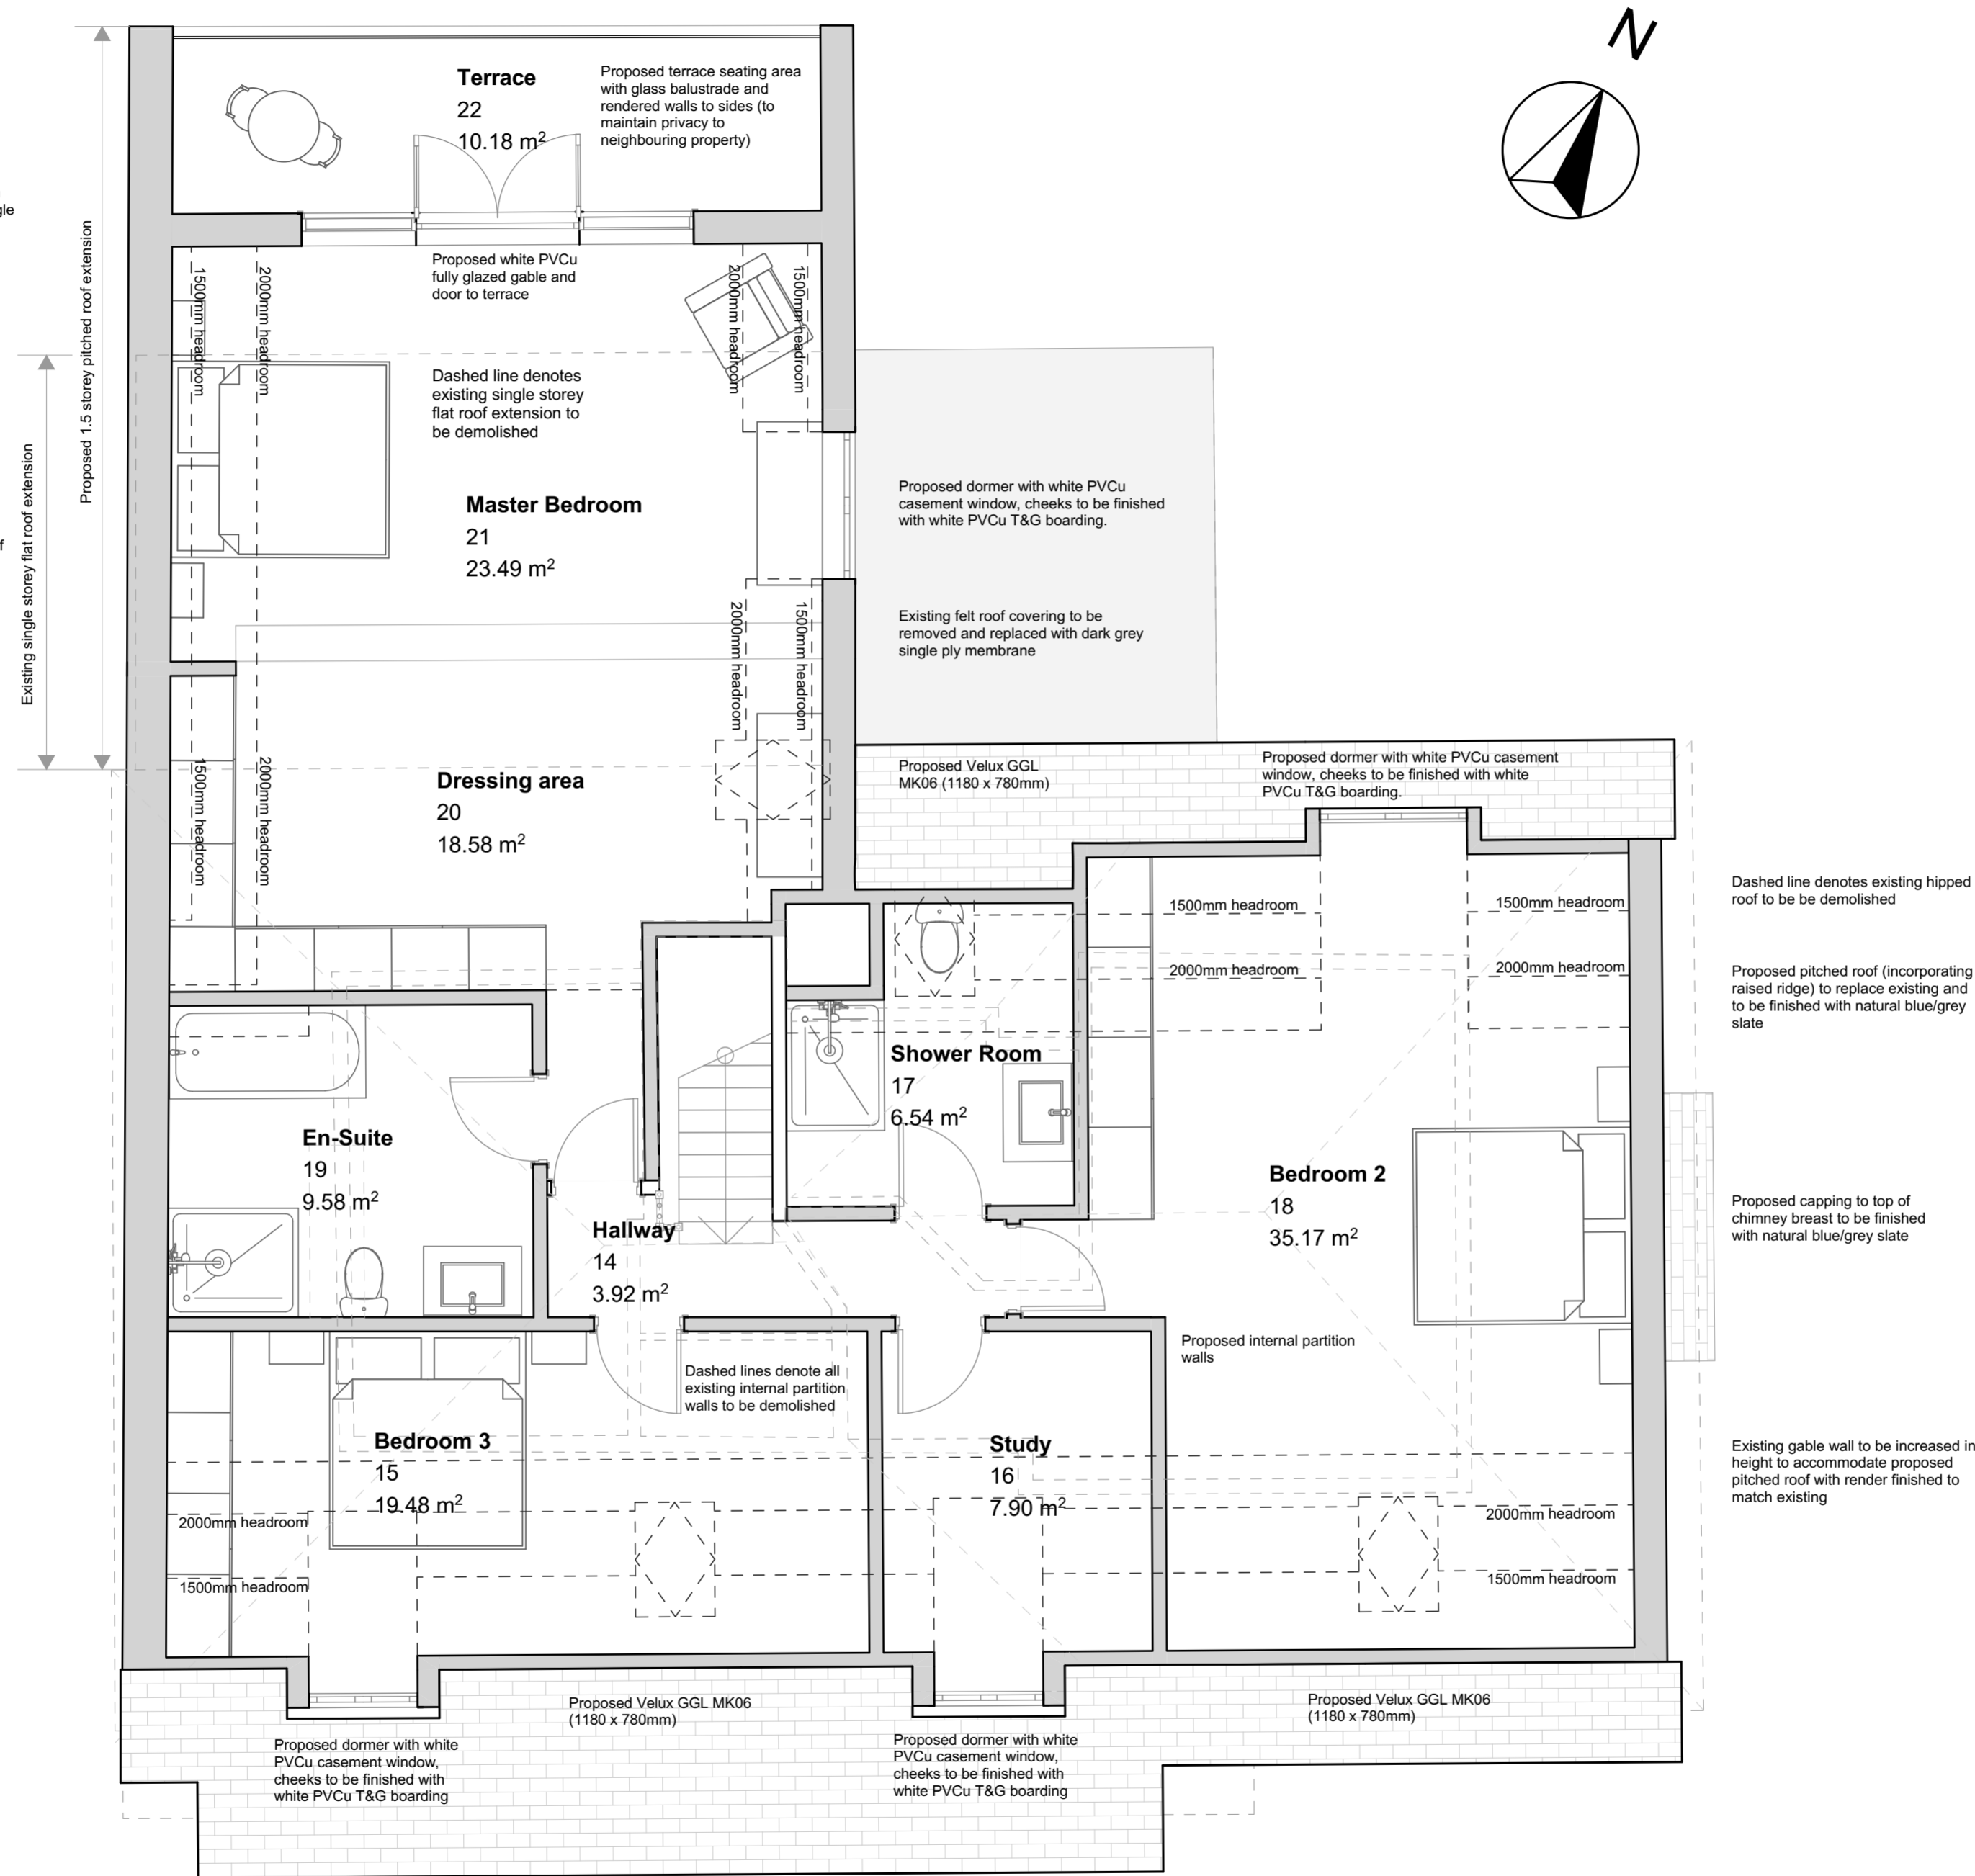 N
Terrace
22
10.18 m²
Proposed terrace seating area
with glass balustrade and
rendered walls to sides (to
maintain privacy to
neighbouring property)
Proposed 1.5 storey pitched roof extension
Existing single storey flat roof extension
Proposed white PVCu
fully glazed gable and
door to terrace
1500mm headroom
2000mm headroom
2000mm headroom
1500mm headroom
Dashed line denotes
existing single storey
flat roof extension to
be demolished
Master Bedroom
21
23.49 m²
Proposed dormer with white PVCu
casement window, cheeks to be finished
with white PVCu T&G boarding.
Existing felt roof covering to be
removed and replaced with dark grey
single ply membrane
2000mm headroom
1500mm headroom
1500mm headroom
2000mm headroom
Dressing area
20
18.58 m²
Proposed Velux GGL
MK06 (1180 x 780mm)
Proposed dormer with white PVCu casement
window, cheeks to be finished with white
PVCu T&G boarding.
Dashed line denotes existing hipped
roof to be be demolished
1500mm headroom
1500mm headroom
2000mm headroom
2000mm headroom
Proposed pitched roof (incorporating
raised ridge) to replace existing and
to be finished with natural blue/grey
slate
Shower Room
17
6.54 m²
En-Suite
19
9.58 m²
Hallway
14
3.92 m²
Bedroom 2
18
35.17 m²
Proposed capping to top of
chimney breast to be finished
with natural blue/grey slate
Proposed internal partition
walls
Dashed lines denote all
existing internal partition
walls to be demolished
Bedroom 3
15
19.48 m²
Study
16
7.90 m²
Existing gable wall to be increased in
height to accommodate proposed
pitched roof with render finished to
match existing
2000mm headroom
2000mm headroom
1500mm headroom
1500mm headroom
Proposed Velux GGL MK06
(1180 x 780mm)
Proposed Velux GGL MK06
(1180 x 780mm)
Proposed dormer with white
PVCu casement window,
cheeks to be finished with
white PVCu T&G boarding
Proposed dormer with white
PVCu casement window,
cheeks to be finished with
white PVCu T&G boarding